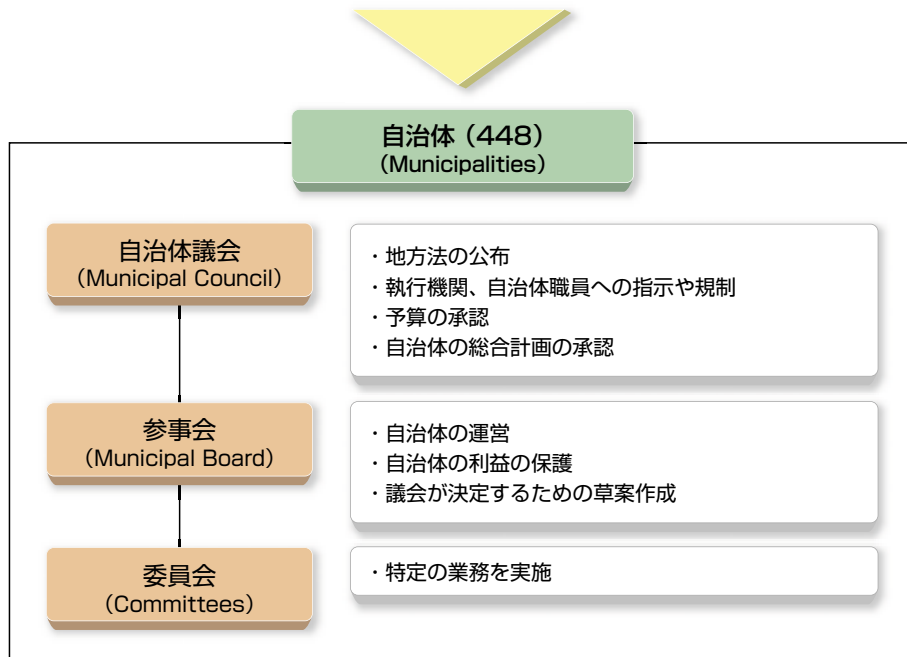 自治体（448）
（Municipalities）
自治体議会
（Municipal Council）
・地方法の公布
・執行機関、自治体職員への指示や規制
・予算の承認
・自治体の総合計画の承認
参事会
（Municipal Board）
・自治体の運営
・自治体の利益の保護
・議会が決定するための草案作成
委員会
（Committees）
・特定の業務を実施